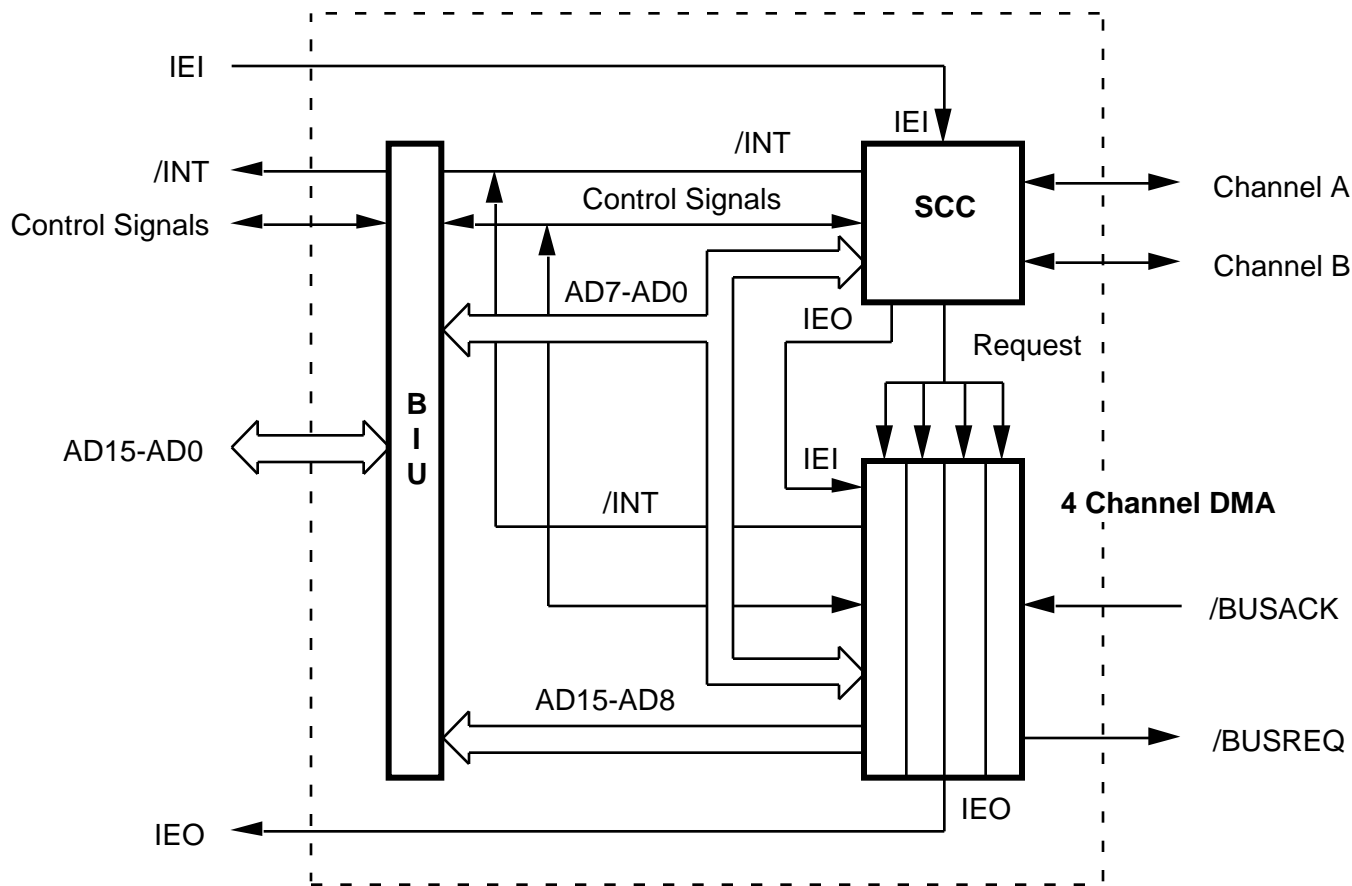 IEI
IEI
/INT
/INT
Control Signals
Control Signals
SCC
Channel A
Channel B
AD7-AD0
IEO
Request
B
I
U
AD15-AD0
IEI
/INT
4 Channel DMA
/BUSACK
AD15-AD8
/BUSREQ
IEO
IEO